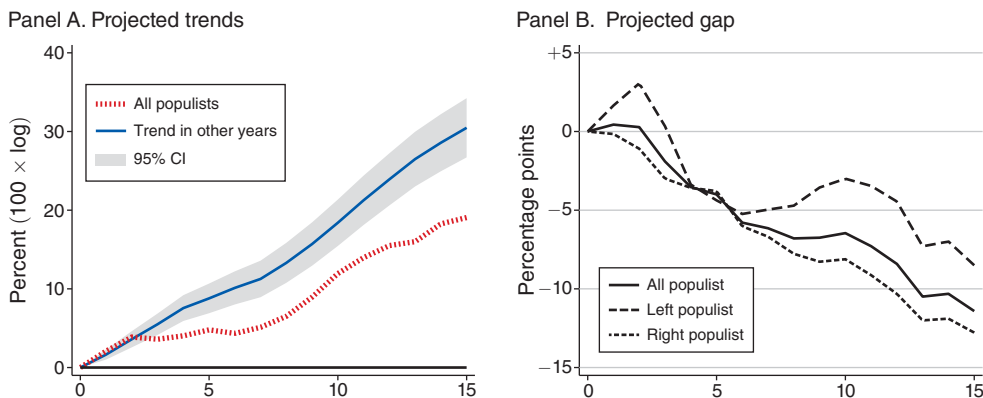 Panel A. Projected trends
Percent (100 × log)
40
30
20
10
0
All populists
Trend in other years
95% CI
0 5 10 15
Panel B. Projected gap
Percentage points
+5
0
−5
−10
−15
All populist
Left populist
Right populist
0 5 10 15